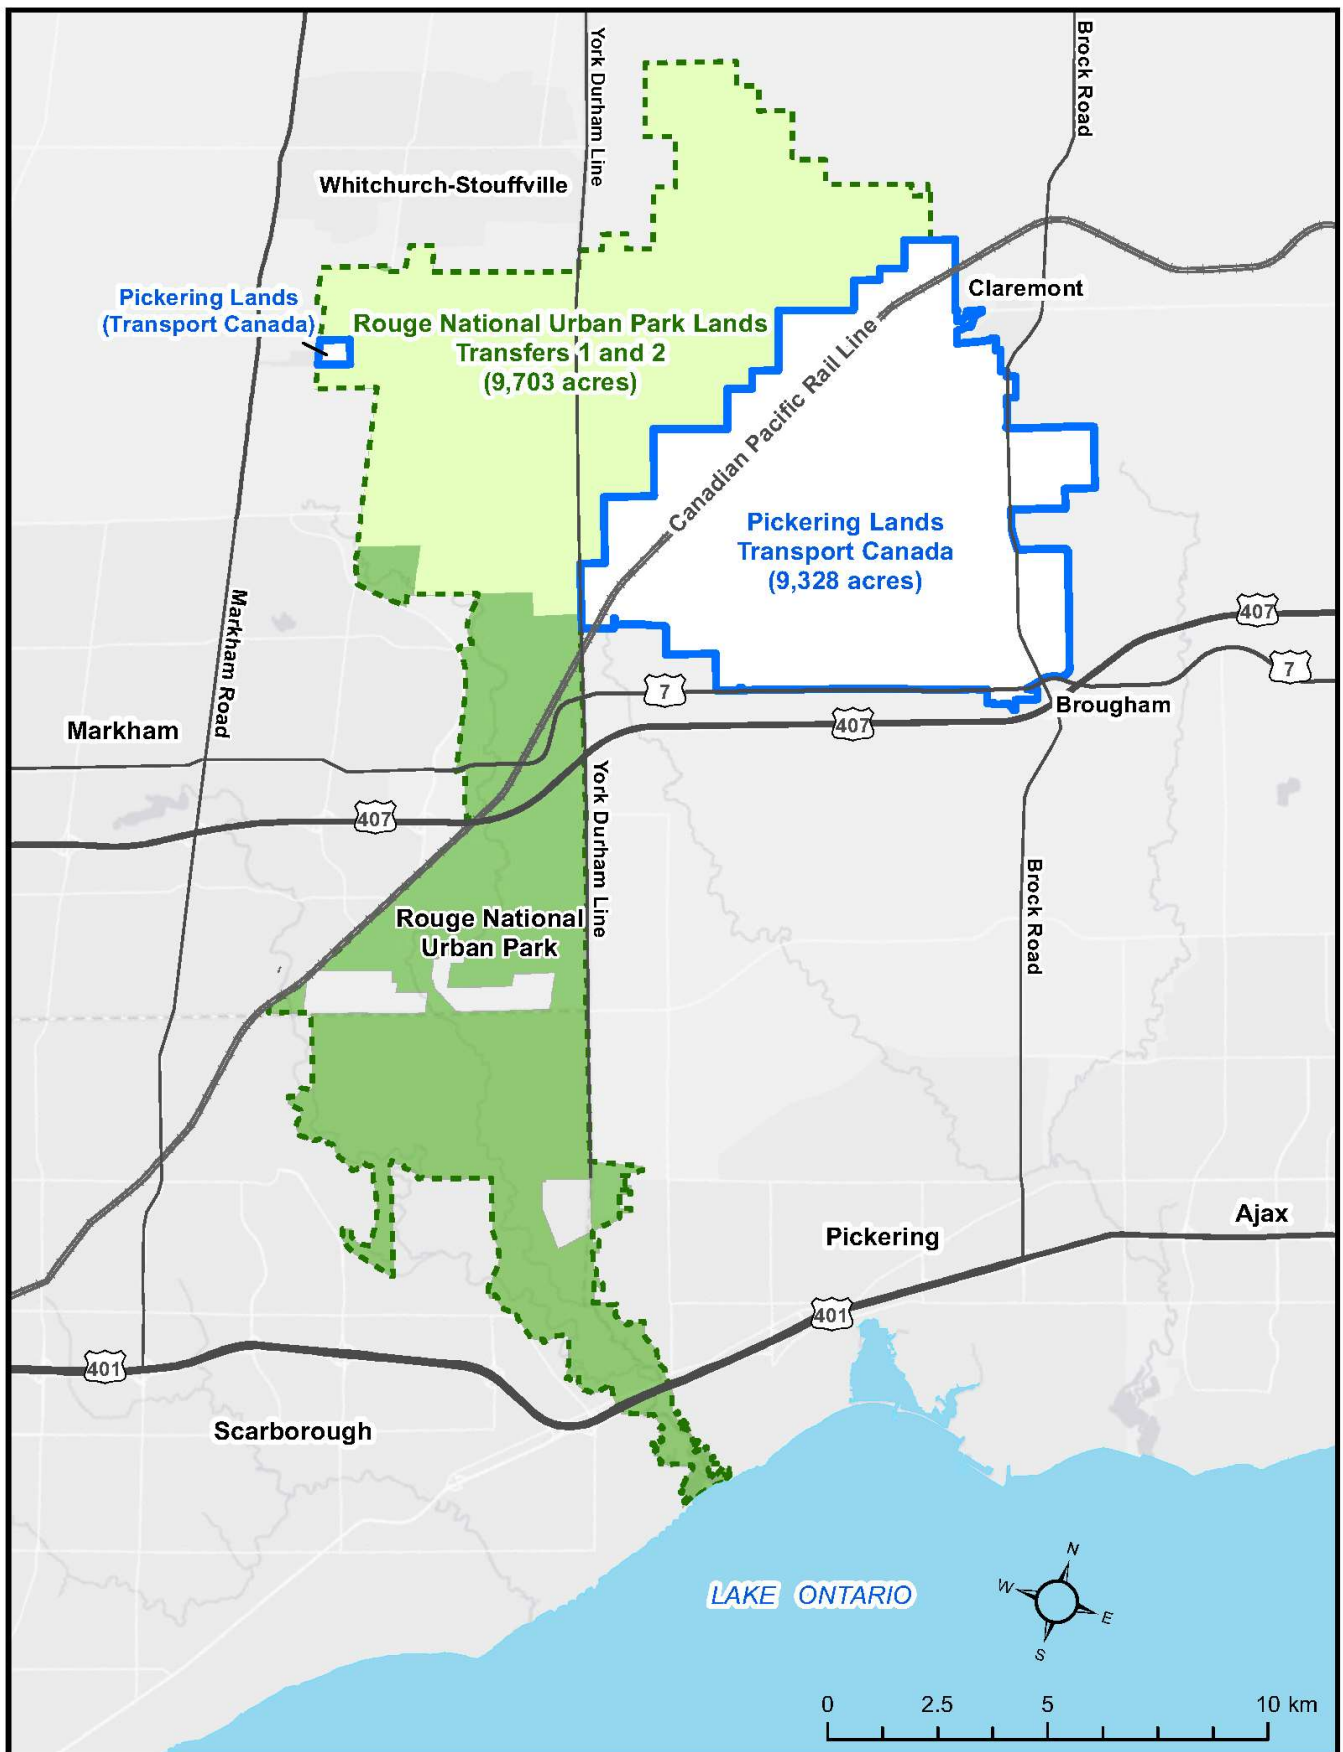 York Durham Line
Brock Road
Whitchurch-Stouffville
Claremont
Pickering Lands
(Transport Canada)
Rouge National Urban Park Lands
Transfers 1 and 2
(9,703 acres)
Canadian Pacific Rail Line
Pickering Lands
Transport Canada
(9,328 acres)
Markham Road
407
7
7
Brougham
407
Markham
407
York Durham Line
Brock Road
Rouge National
Urban Park
Ajax
Pickering
401
401
Scarborough
LAKE ONTARIO
N
W
E
S
0 2.5 5 10 km